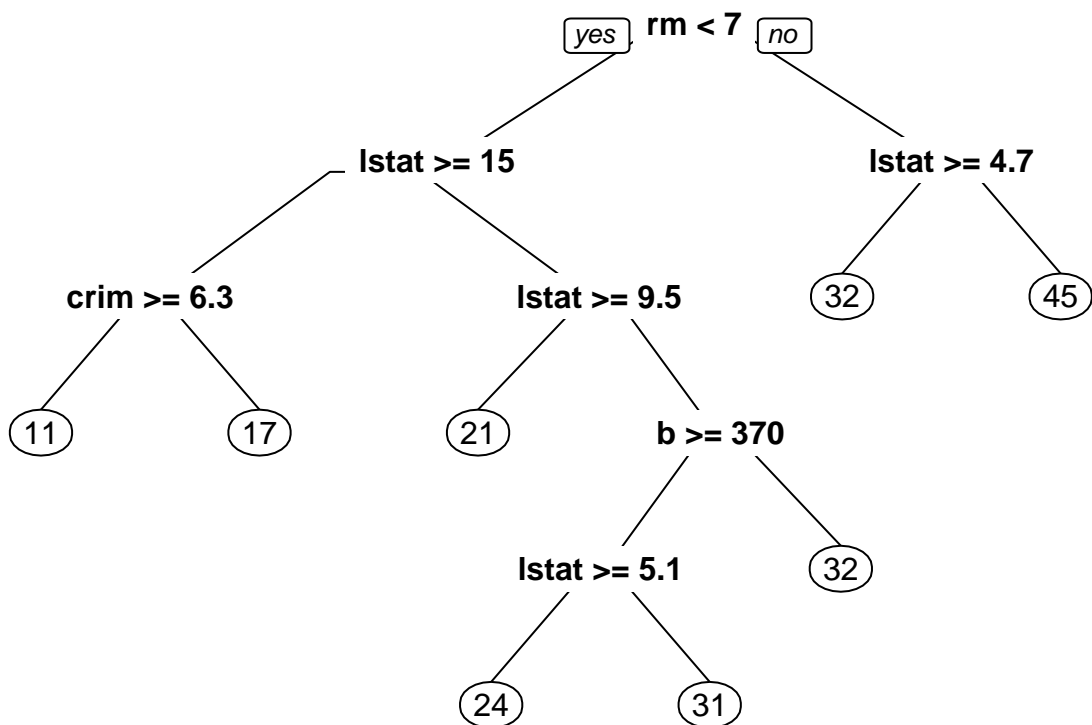 yes rm < 7 no
lstat >= 15 lstat >= 4.7
crim >= 6.3 lstat >= 9.5 32 45
11 17 21 b >= 370
lstat >= 5.1 32
24 31